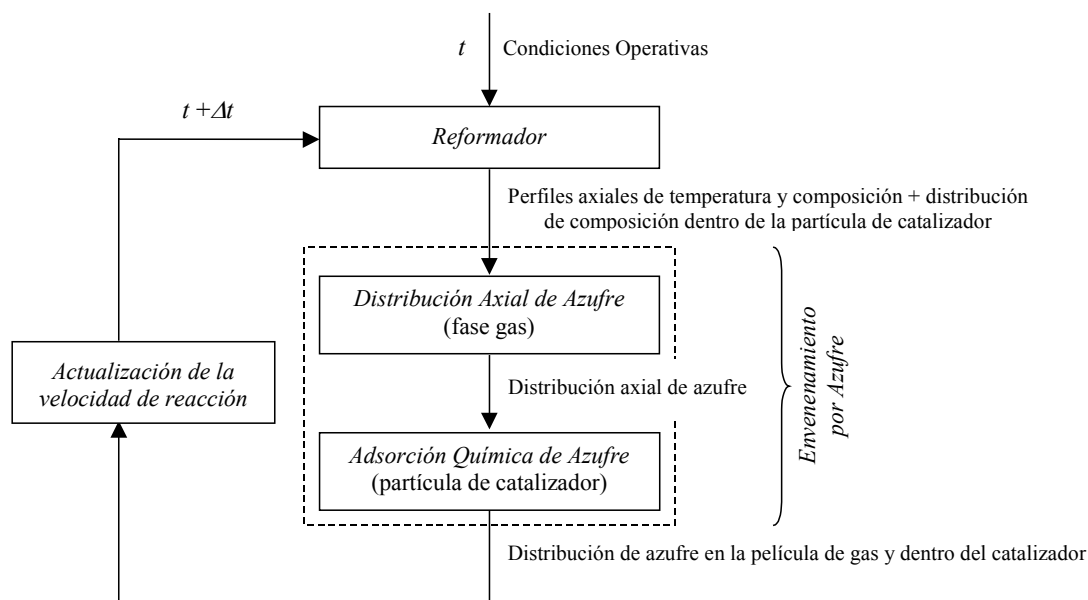 t
Condiciones Operativas
t +Δt
Reformador
Perfiles axiales de temperatura y composición + distribución
de composición dentro de la partícula de catalizador
Distribución Axial de Azufre
(fase gas)
Actualización de la
velocidad de reacción
Distribución axial de azufre
Envenenamiento
por Azufre
Adsorción Química de Azufre
(partícula de catalizador)
Distribución de azufre en la película de gas y dentro del catalizador